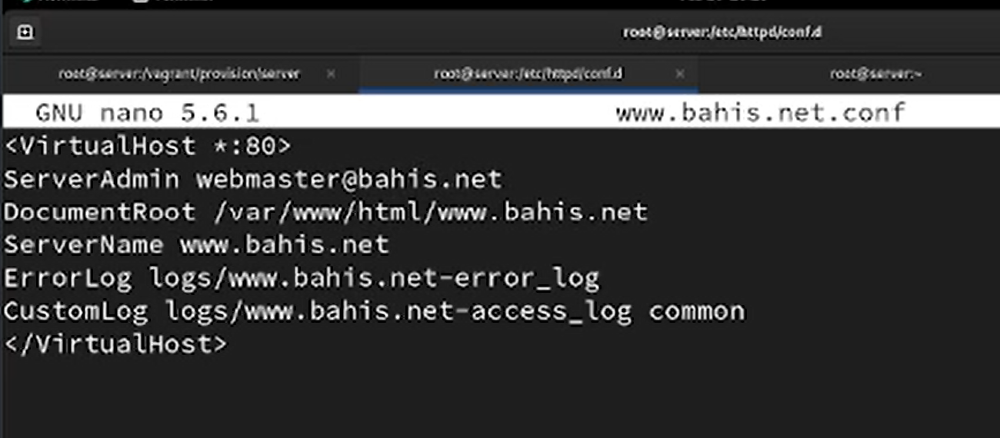 root@server:/etc/httpd/conf.d
root@server:/vagrant/provision/server × root@server:/etc/httpd/conf.d × root@server:~
GNU nano 5.6.1 www.bahis.net.conf
<VirtualHost *:80>
ServerAdmin webmaster@bahis.net
DocumentRoot /var/www/html/www.bahis.net
ServerName www.bahis.net
ErrorLog logs/www.bahis.net-error_log
CustomLog logs/www.bahis.net-access_log common
</VirtualHost>